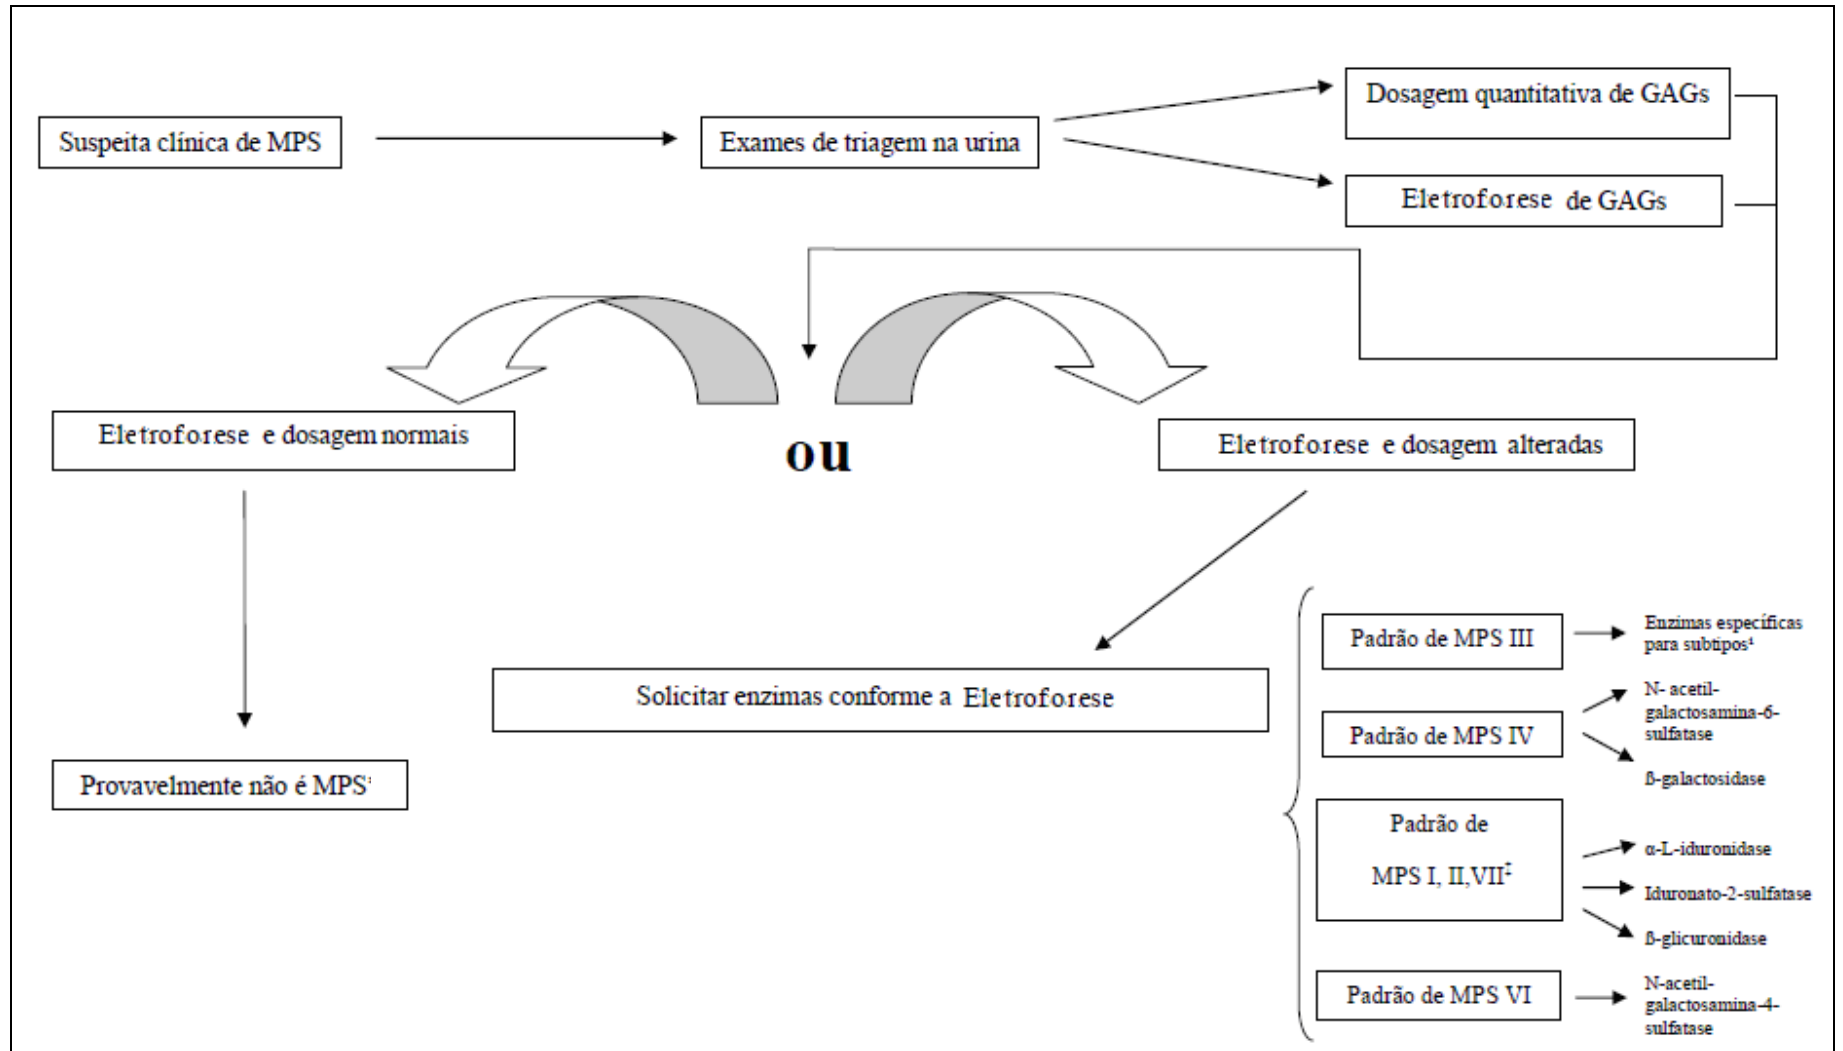 Dosagem quantitativa de GAGs
Suspeita clínica de MPS
Exames de triagem na urina
Eletroforese de GAGs
Eletroforese e dosagem normais
ou
Eletroforese e dosagem alteradas
Solicitar enzimas conforme a Eletroforese
Provavelmente não é MPS
Padrão de MPS III
Enzimas específicas
para subtipos
Padrão de MPS IV
N- acetil-
galactosamina-6-
sulfatase
ß-galactosidase
Padrão de
MPS I, II,VII‡
α-L-iduronidase
Iduronato-2-sulfatase
ß-glicuronidase
Padrão de MPS VI
N-acetil-
galactosamina-4-
sulfatase